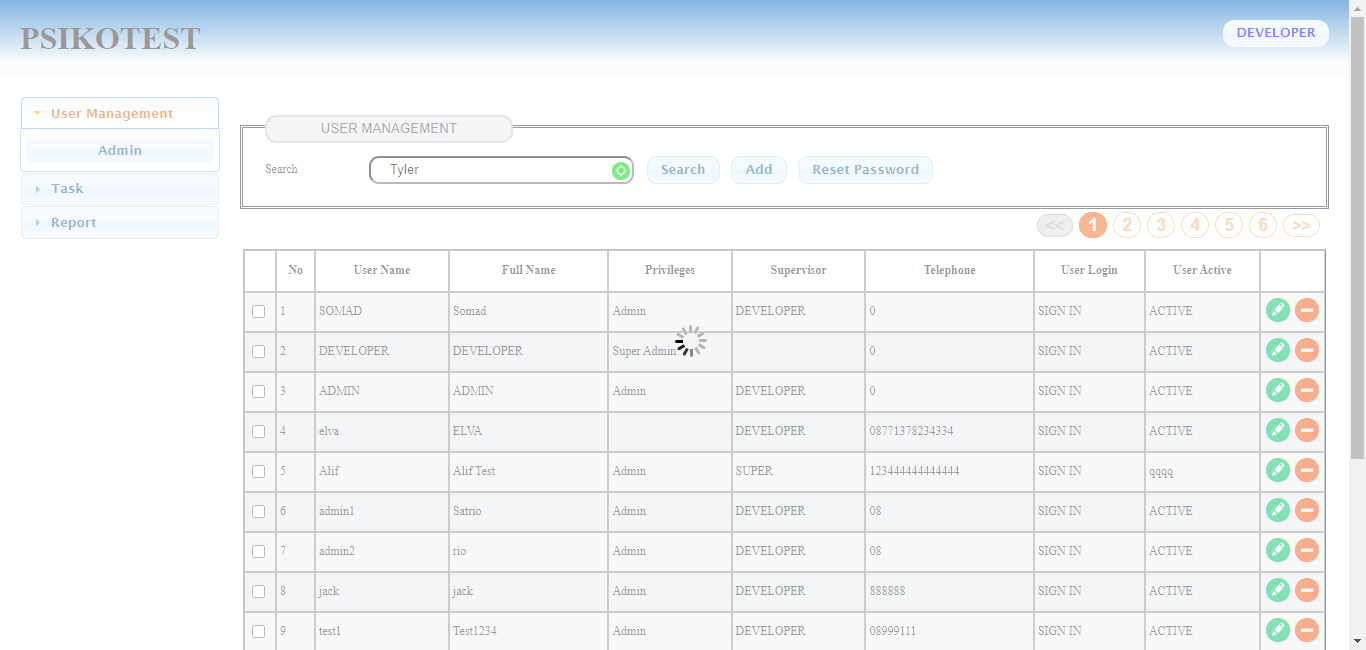 PSIKOTEST
DEVELOPER
User Management
Admin
Task
Report
USER MANAGEMENT
Search Tyler Search Add Reset Password
<< 1 2 3 4 5 6 >>
No User Name Full Name Privileges Supervisor Telephone User Login User Active
1 SOMAD Somad Admin DEVELOPER 0 SIGN IN ACTIVE
2 DEVELOPER DEVELOPER Super Admin 0 SIGN IN ACTIVE
3 ADMIN ADMIN Admin DEVELOPER 0 SIGN IN ACTIVE
4 elva ELVA DEVELOPER 08771378234334 SIGN IN ACTIVE
5 Alif Alif Test Admin SUPER 123444444444444 SIGN IN qqqq
6 admin1 Satrio Admin DEVELOPER 08 SIGN IN ACTIVE
7 admin2 rio Admin DEVELOPER 08 SIGN IN ACTIVE
8 jack jack Admin DEVELOPER 888888 SIGN IN ACTIVE
9 test1 Test1234 Admin DEVELOPER 08999111 SIGN IN ACTIVE